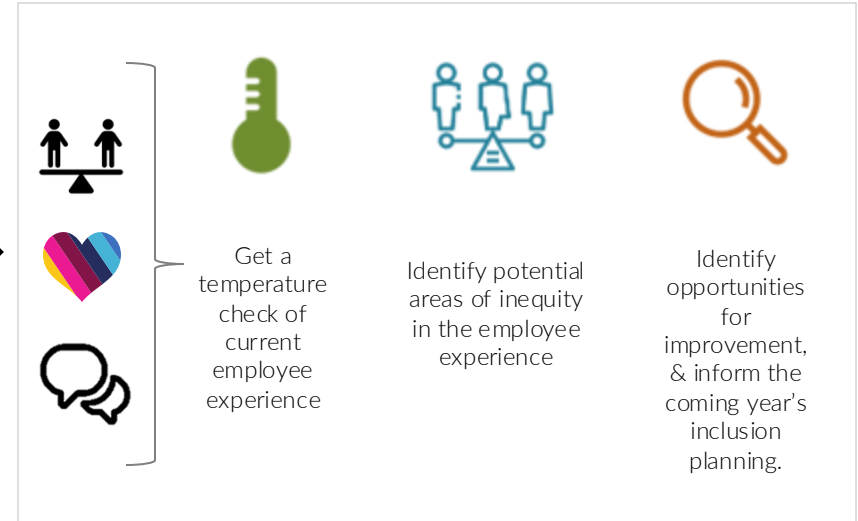 Get a
temperature
check of
current
employee
experience
Identify potential
areas of inequity
in the employee
experience
Identify
opportunities
for
improvement,
& inform the
coming year’s
inclusion
planning.